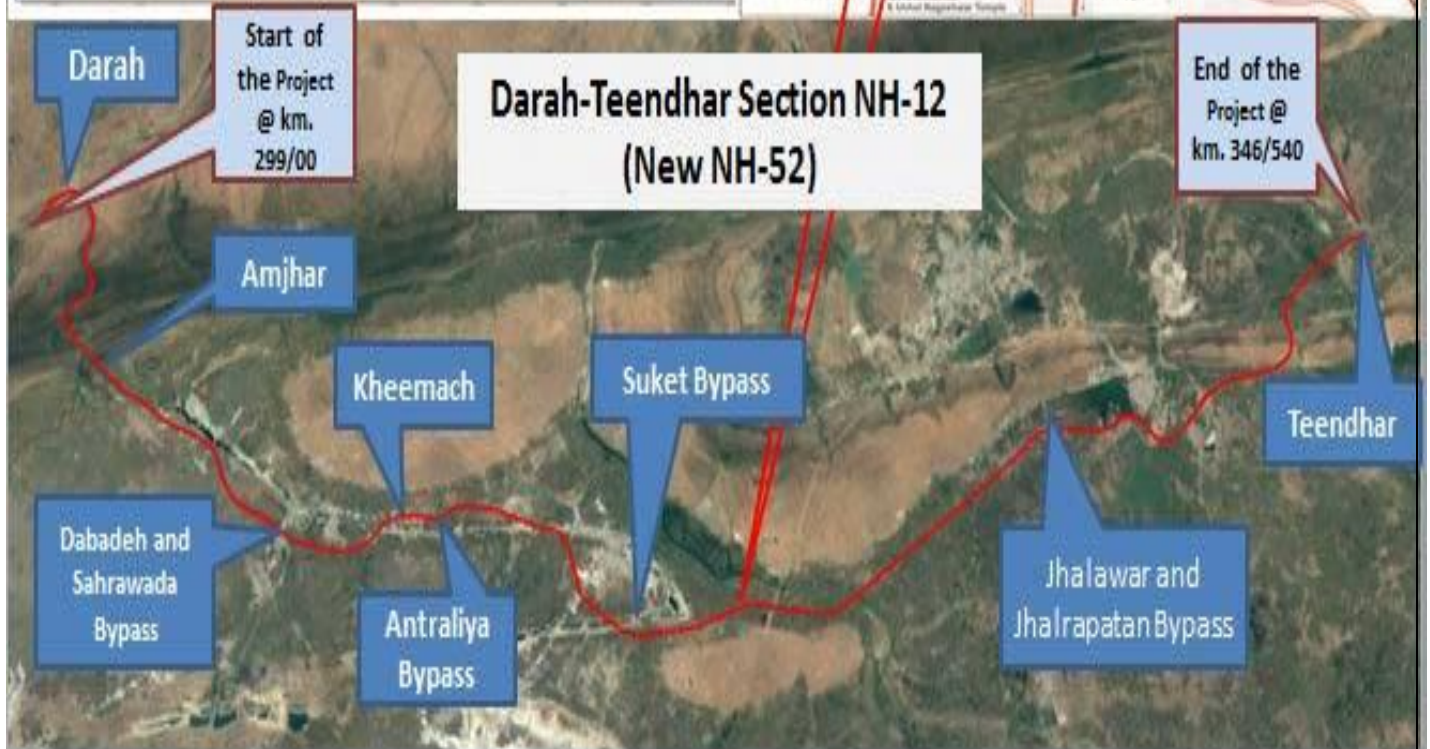 Darah
Start of
the Project
@ km.
299/00
Darah-Teendhar Section NH-12
(New NH-52)
End of the
Project @
km. 346/540
Amjhar
Kheemach
Suket Bypass
Teendhar
Dabadeh and
Sahrawada
Bypass
Antraliya
Bypass
Jhalawar and
Jhalrapatan Bypass